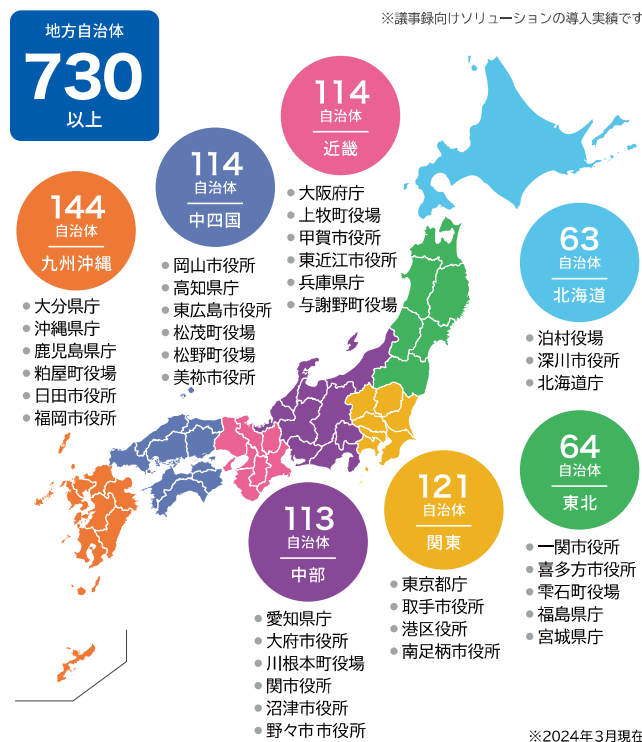 ※議事録向けソリューションの導入実績です
地方自治体
730
以上
114
自治体
近畿
大阪府庁
上牧町役場
甲賀市役所
東近江市役所
兵庫県庁
与謝野町役場
114
自治体
中四国
岡山市役所
高知県庁
東広島市役所
松茂町役場
松野町役場
美祢市役所
144
自治体
九州沖縄
大分県庁
沖縄県庁
鹿児島県庁
粕屋町役場
日田市役所
福岡市役所
63
自治体
北海道
泊村役場
深川市役所
北海道庁
64
自治体
東北
一関市役所
喜多方市役所
雫石町役場
福島県庁
宮城県庁
121
自治体
関東
東京都庁
取手市役所
港区役所
南足柄市役所
113
自治体
中部
愛知県庁
大府市役所
川根本町役場
関市役所
沼津市役所
野々市市役所
※2024年3月現在